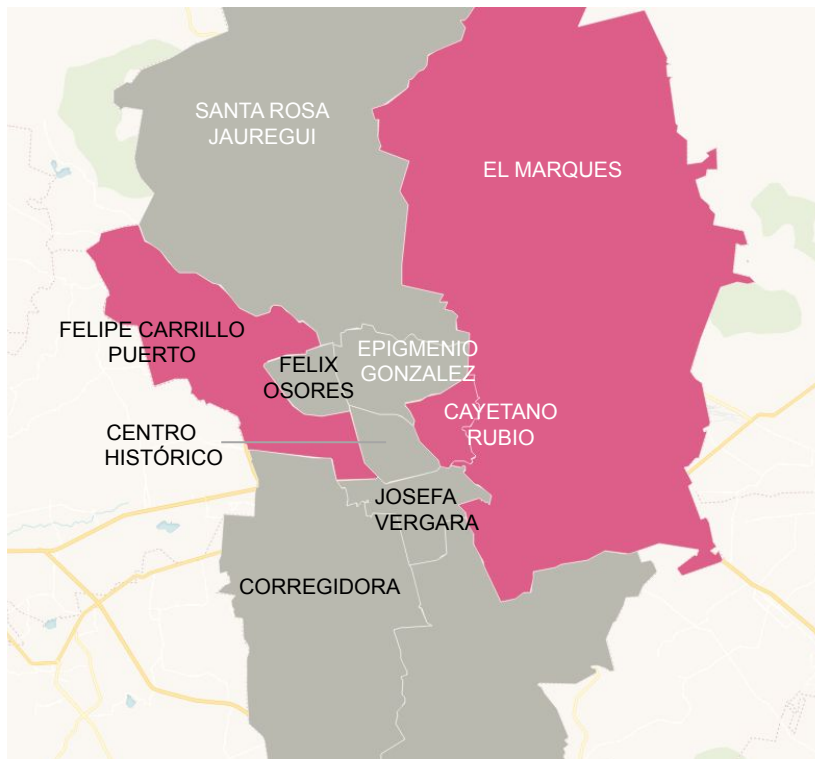 SANTA ROSA
JAUREGUI
EL MARQUES
FELIPE CARRILLO
PUERTO
EPIGMENIO
GONZALEZ
FELIX
OSORES
CAYETANO
RUBIO
CENTRO
HISTÓRICO
JOSEFA
VERGARA
CORREGIDORA